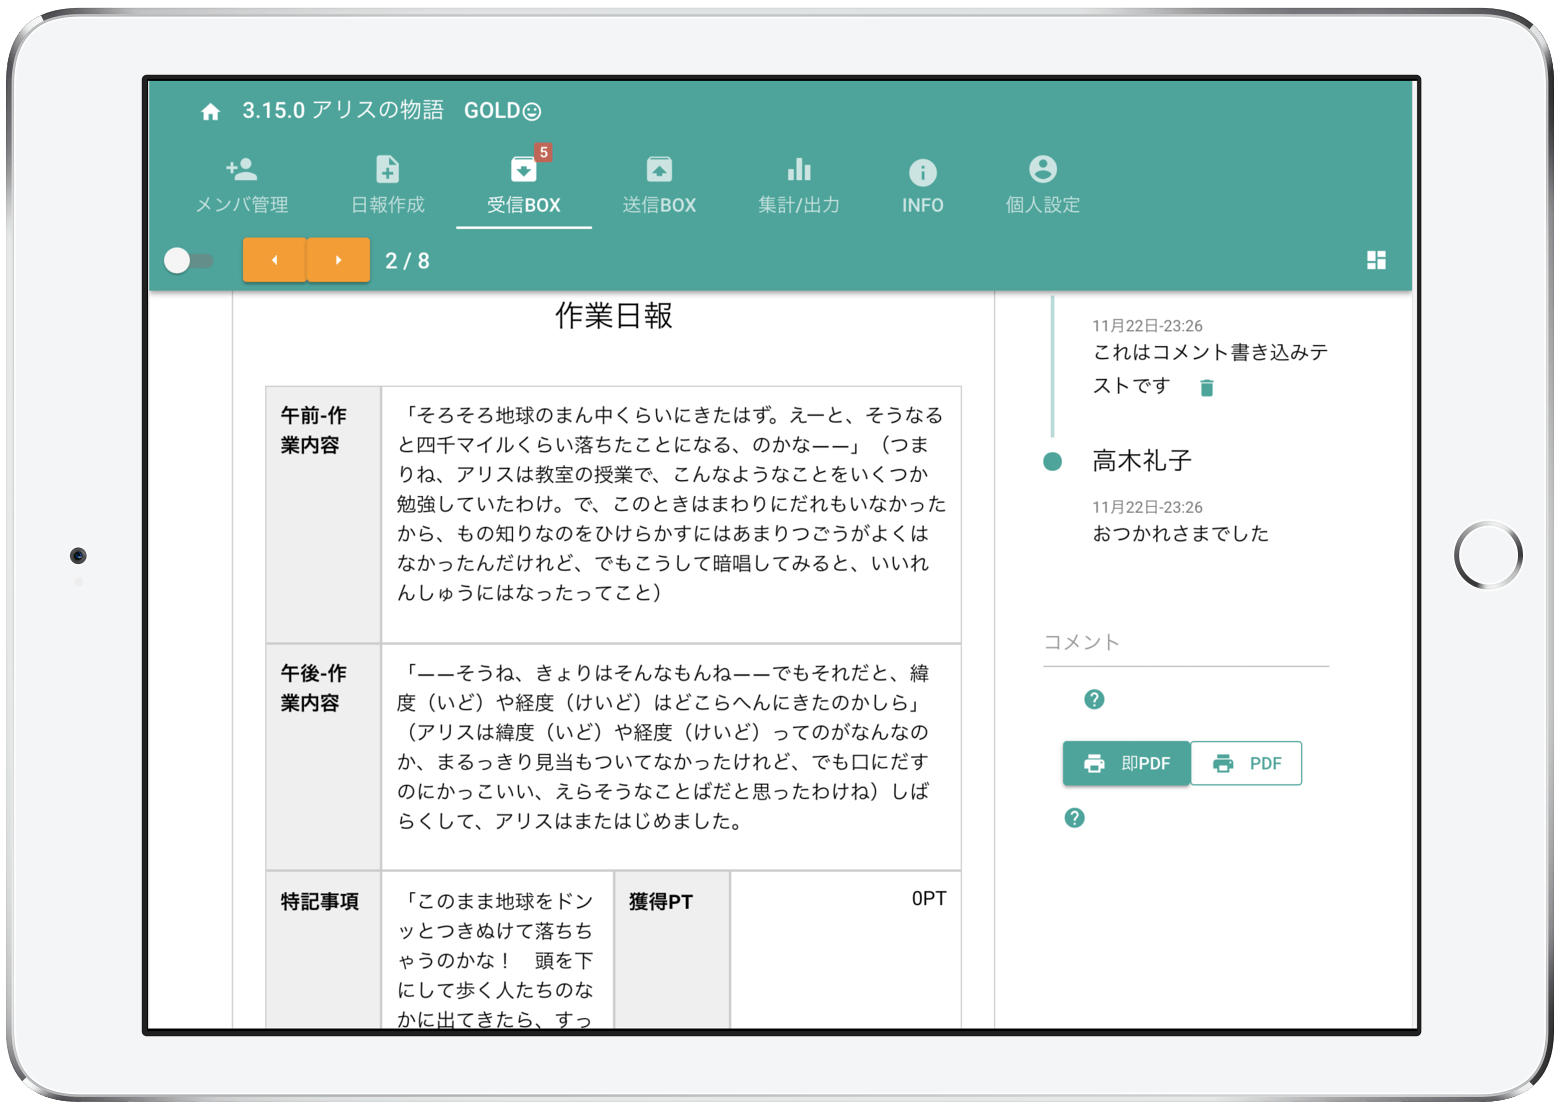 3.15.0 アリスの物語 GOLD
5
メンバ管理 日報作成 受信BOX 送信BOX 集計/出力 INFO 個人設定
2 / 8
作業日報
午前-作
業内容
「そろそろ地球のまん中くらいにきたはず。えーと、そうなる
と四千マイルくらい落ちたことになる、のかなーー」（つま
りね、アリスは教室の授業で、こんなようなことをいくつか
勉強していたわけ。で、このときはまわりにだれもいなかった
から、もの知りなのをひけらかすにはあまりつごうがよくは
なかったんだけれど、でもこうして暗唱してみると、いいれ
んしゅうにはなったってこと）
午後-作
業内容
「ーーそうね、きょりはそんなもんねーーでもそれだと、緯
度（いど）や経度（けいど）はどこらへんにきたのかしら」
（アリスは緯度（いど）や経度（けいど）ってのがなんなの
か、まるっきり見当もついてなかったけれど、でも口にだす
のにかっこいい、えらそうなことばだと思ったわけね）しば
らくして、アリスはまたはじめました。
特記事項
「このまま地球をドン
ッとつきぬけて落ちち
ゃうのかな！　頭を下
にして歩く人たちのな
かに出てきたら、すっ
獲得PT
0PT
11月22日-23:26
これはコメント書き込みテ
ストです
高木礼子
11月22日-23:26
おつかれさまでした
コメント
?
即PDF PDF
?